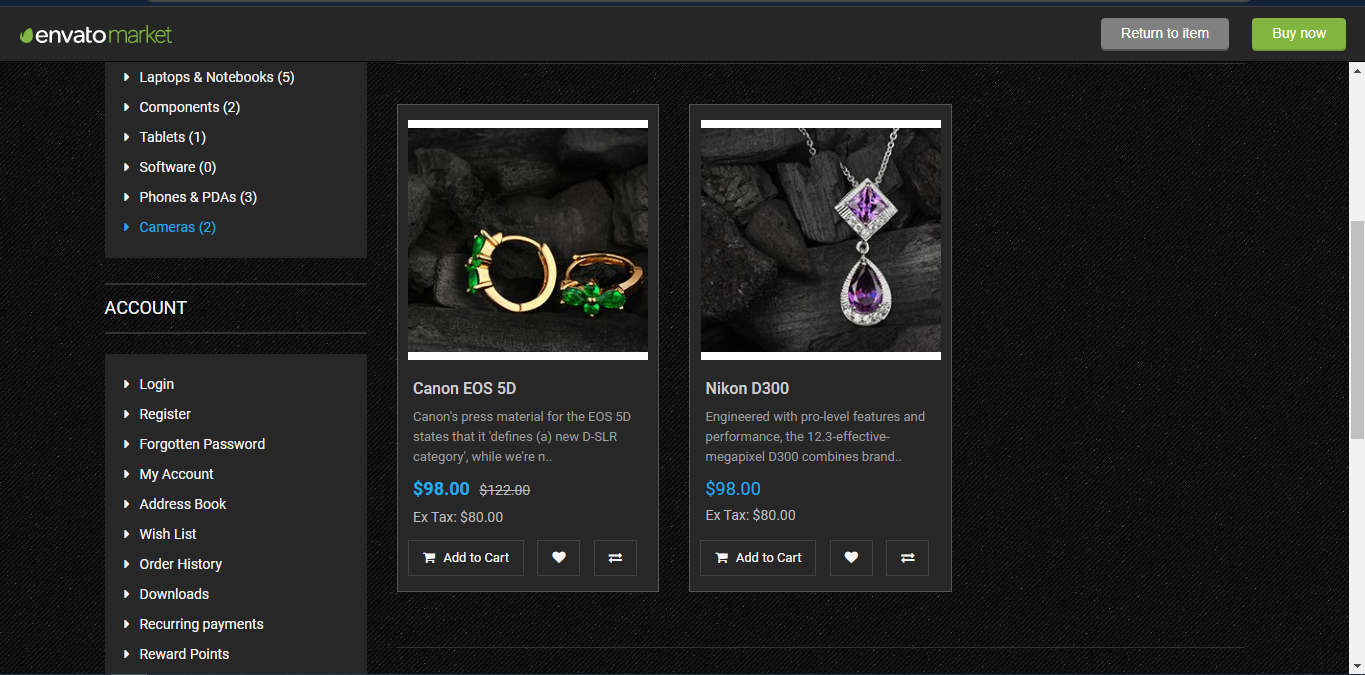 envato market
Return to item
Buy now
Laptops & Notebooks (5)
Components (2)
Tablets (1)
Software (0)
Phones & PDAs (3)
Cameras (2)
ACCOUNT
Login
Register
Forgotten Password
My Account
Address Book
Wish List
Order History
Downloads
Recurring payments
Reward Points
Canon EOS 5D
Canon's press material for the EOS 5D
states that it 'defines (a) new D-SLR
category', while we're n..
$98.00 $122.00
Ex Tax: $80.00
Add to Cart
Nikon D300
Engineered with pro-level features and
performance, the 12.3-effective-
megapixel D300 combines brand..
$98.00
Ex Tax: $80.00
Add to Cart